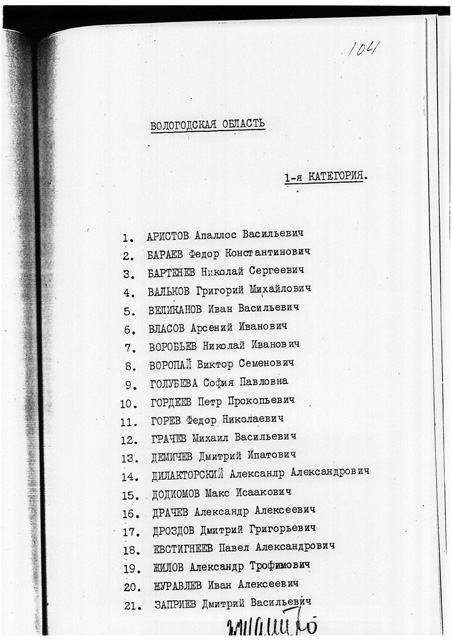 104
ВОЛОГОДСКАЯ ОБЛАСТЬ
1-я КАТЕГОРИЯ.
1. АРИСТОВ Апаллос Васильевич
2. БАРАЕВ Федор Константинович
3. БАРТЕНЕВ Николай Сергеевич
4. ВАЛЬКОВ Григорий Михайлович
5. ВЕЛИКАНОВ Иван Васильевич
6. ВЛАСОВ Арсений Иванович
7. ВОРОБЬЕВ Николай Иванович
8. ВОРОПАЙ Виктор Семенович
9. ГОЛУБЕВА София Павловна
10. ГОРДЕЕВ Петр Прокопьевич
11. ГОРЕВ Федор Николаевич
12. ГРАЧЕВ Михаил Васильевич
13. ДЕМИЧЕВ Дмитрий Ипатович
14. ДИЛАКТОРСКИЙ Александр Александрович
15. ДОДИОМОВ Макс Исаакович
16. ДРАЧЕВ Александр Алексеевич
17. ДРОЗДОВ Дмитрий Григорьевич
18. ЕВСТИГНЕЕВ Павел Александрович
19. ЖИЛОВ Александр Трофимович
20. ЖУРАВЛЕВ Иван Алексеевич
21. ЗАПРИЕВ Дмитрий Васильевич